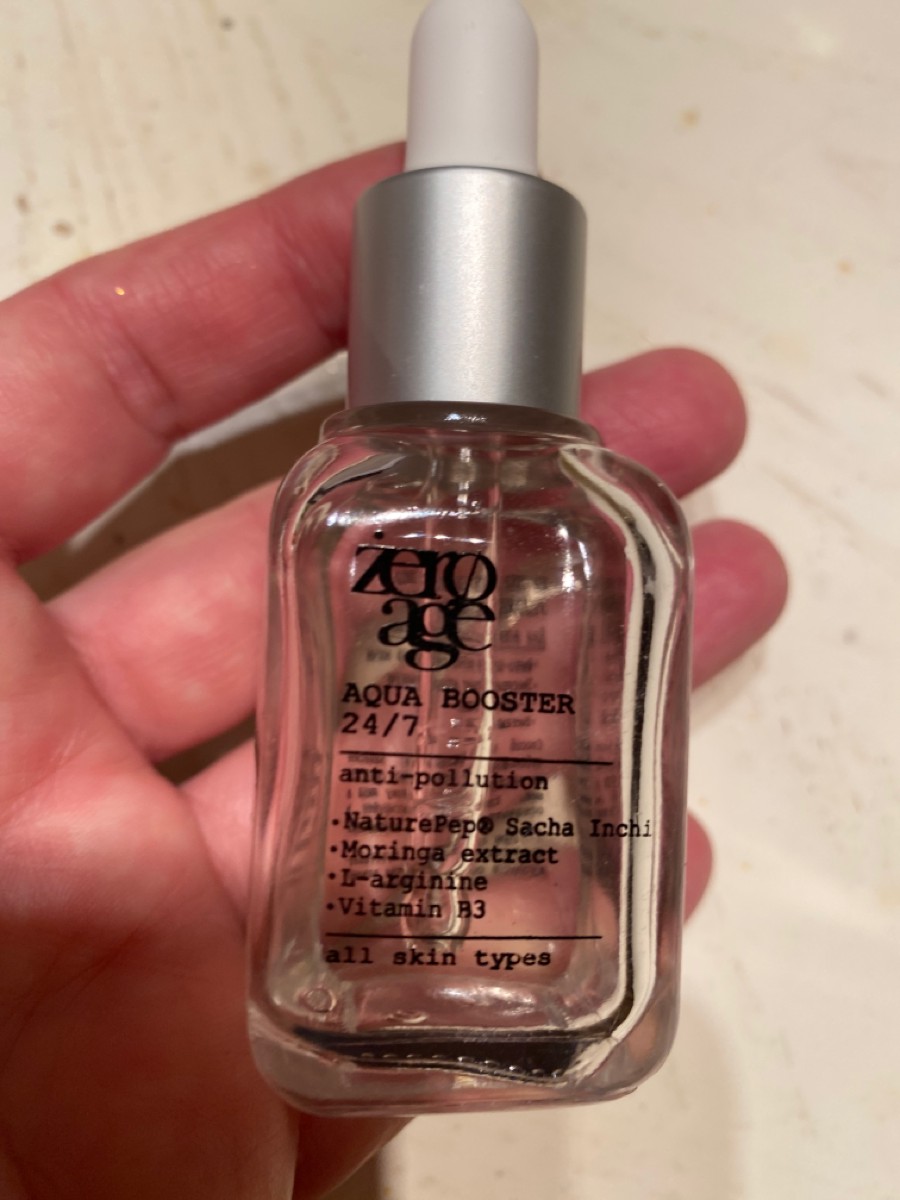 zero
age
AQUA BOOSTER
24/7
anti-pollution
•NaturePep® Sacha Inchi
•Moringa extract
•L-arginine
•Vitamin B3
all skin types